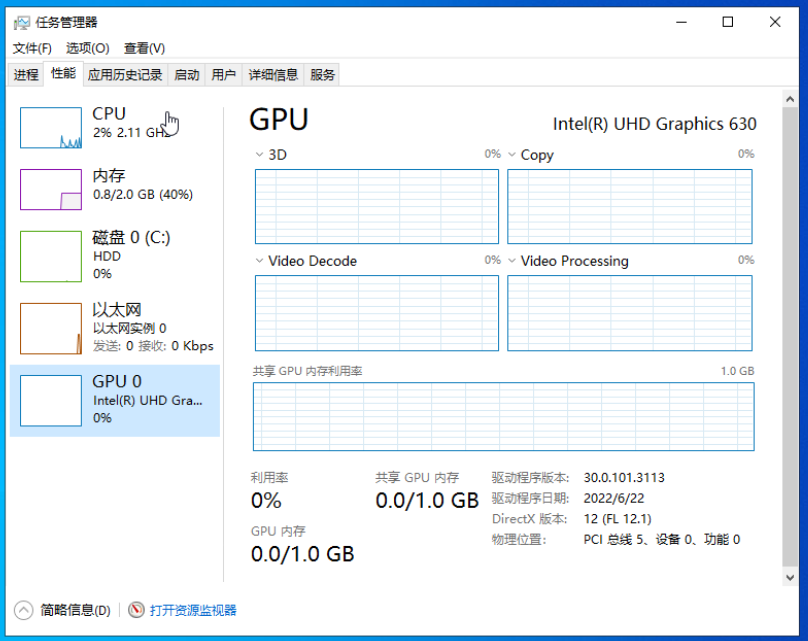 任务管理器
文件(F) 选项(O) 查看(V)
进程 性能 应用历史记录 启动 用户 详细信息 服务
CPU
2% 2.11 GHz
内存
0.8/2.0 GB (40%)
磁盘 0 (C:)
HDD
0%
以太网
以太网实例 0
发送: 0 接收: 0 Kbps
GPU 0
Intel(R) UHD Gra...
0%
GPU
Intel(R) UHD Graphics 630
3D 0%
Copy 0%
Video Decode 0%
Video Processing 0%
共享 GPU 内存利用率 1.0 GB
利用率
0%
共享 GPU 内存
0.0/1.0 GB
GPU 内存
0.0/1.0 GB
驱动程序版本: 30.0.101.3113
驱动程序日期: 2022/6/22
DirectX 版本: 12 (FL 12.1)
物理位置: PCI 总线 5、设备 0、功能 0
简略信息(D)
打开资源监视器